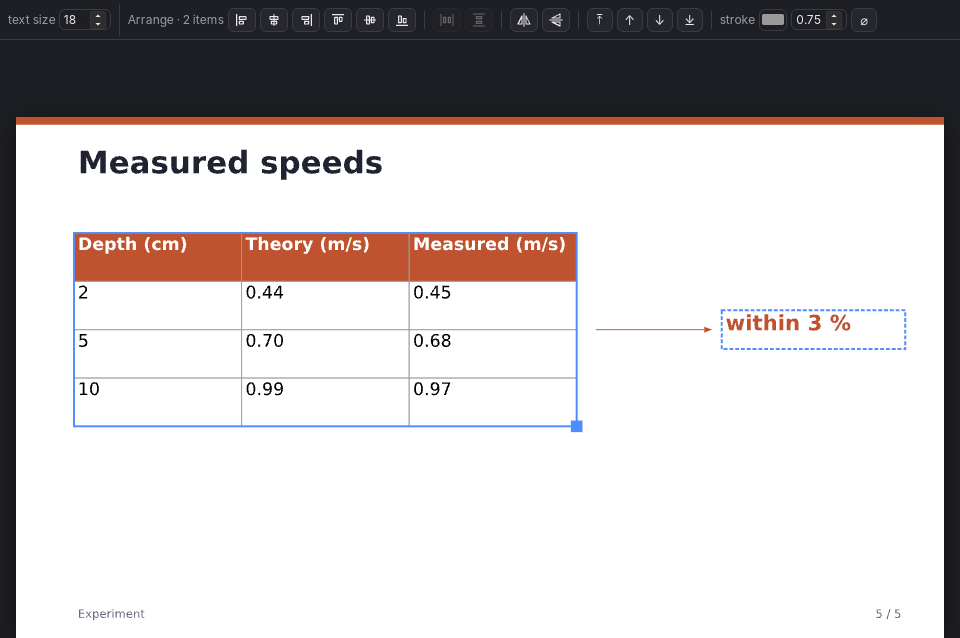 text size 18 Arrange · 2 items stroke 0.75
Measured speeds
Depth (cm) Theory (m/s) Measured (m/s)
2 0.44 0.45
5 0.70 0.68
10 0.99 0.97
within 3 %
Experiment 5 / 5